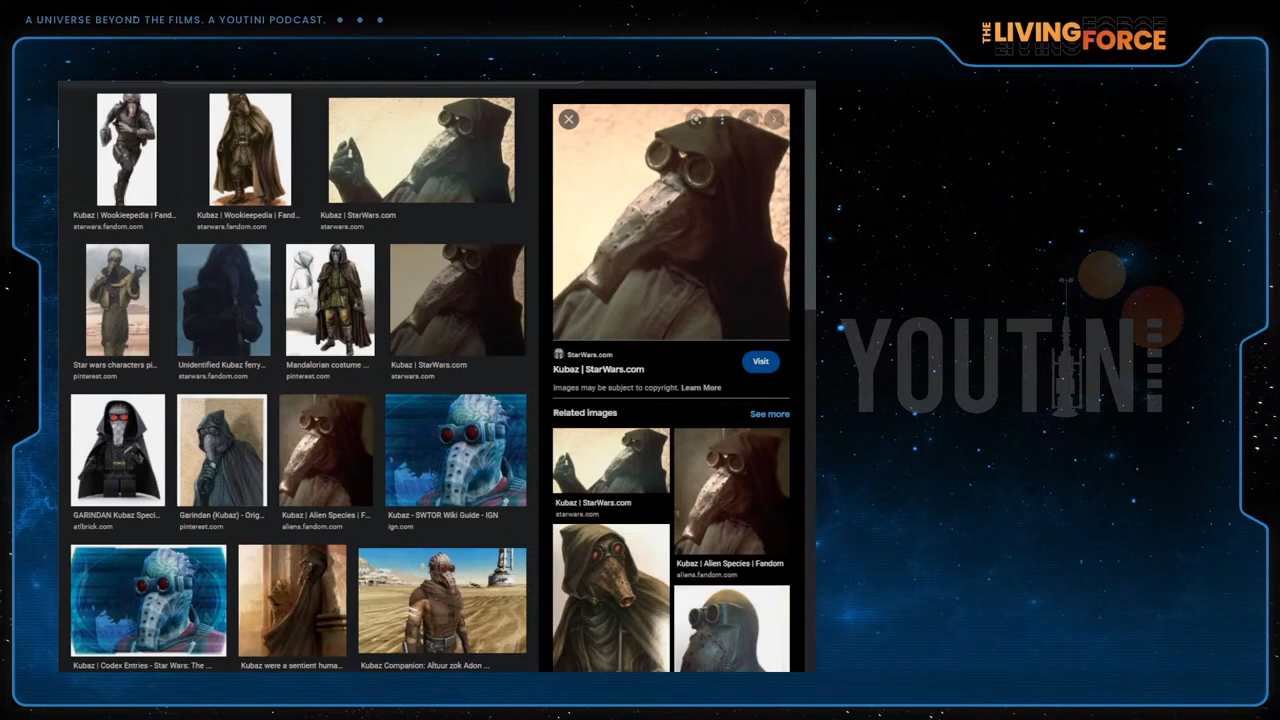 A UNIVERSE BEYOND THE FILMS. A YOUTINI PODCAST.
THE LIVING FORCE
Kubaz | Wookieepedia | Fand...
starwars.fandom.com
Kubaz | Wookieepedia | Fand...
starwars.fandom.com
Kubaz | StarWars.com
starwars.com
Star wars characters pi...
pinterest.com
Unidentified Kubaz ferry...
starwars.fandom.com
Mandalorian costume ...
pinterest.com
Kubaz | StarWars.com
starwars.com
GARINDAN Kubaz Speci...
atlbrick.com
Garindan (Kubaz) - Orig...
pinterest.com
Kubaz | Alien Species | F...
aliens.fandom.com
Kubaz - SWTOR Wiki Guide - IGN
ign.com
Kubaz | Codex Entries - Star Wars: The ...
Kubaz were a sentient huma...
Kubaz Companion: Altuur zok Adon ...
StarWars.com
Kubaz | StarWars.com
Visit
Images may be subject to copyright. Learn More
Related images
See more
Kubaz | StarWars.com
starwars.com
Kubaz | Alien Species | Fandom
aliens.fandom.com
YOUTINI